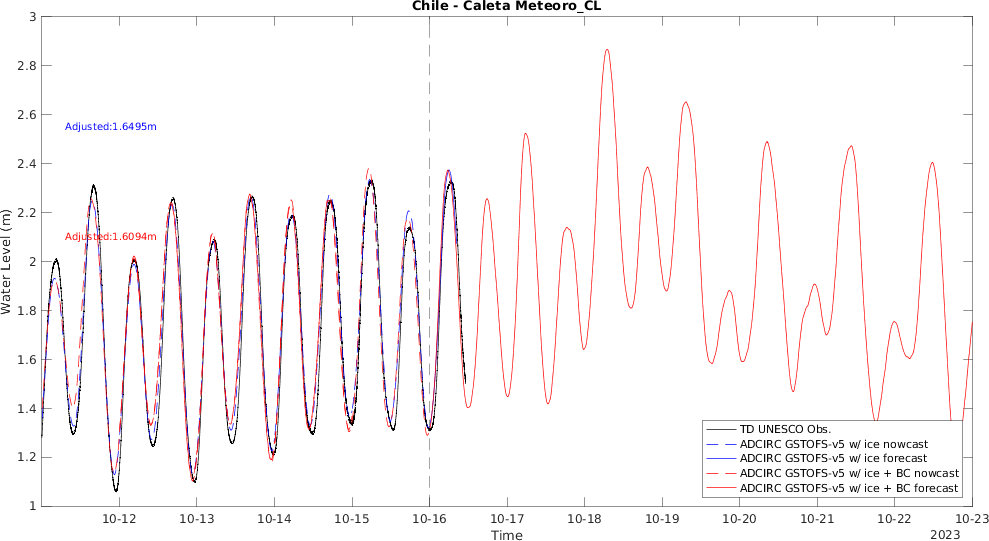 Chile - Caleta Meteoro_CL
3
2.8
2.6
2.4
2.2
2
1.8
1.6
1.4
1.2
1
Water Level (m)
Adjusted:1.6495m
Adjusted:1.6094m
TD UNESCO Obs.
ADCIRC GSTOFS-v5 w/ ice nowcast
ADCIRC GSTOFS-v5 w/ ice forecast
ADCIRC GSTOFS-v5 w/ ice + BC nowcast
ADCIRC GSTOFS-v5 w/ ice + BC forecast
10-12 10-13 10-14 10-15 10-16 10-17 10-18 10-19 10-20 10-21 10-22 10-23
Time 2023